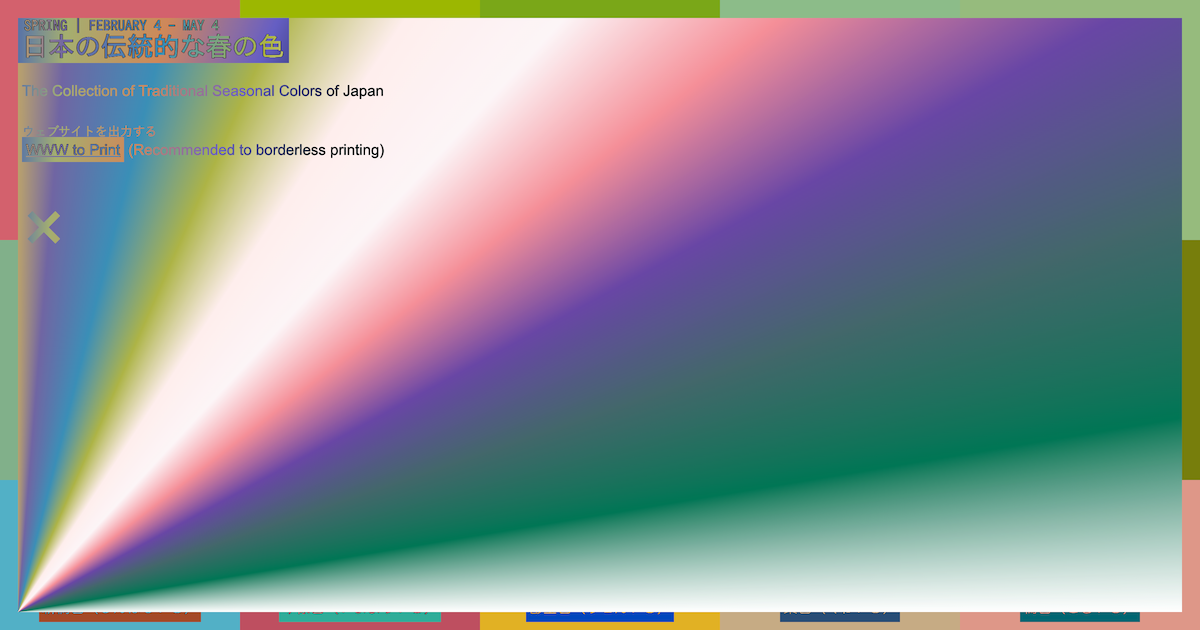 SPRING | FEBRUARY 4 - MAY 4
日本の伝統的な春の色
The Collection of Traditional Seasonal Colors of Japan
ウェブサイトを出力する
WWW to Print (Recommended to borderless printing)